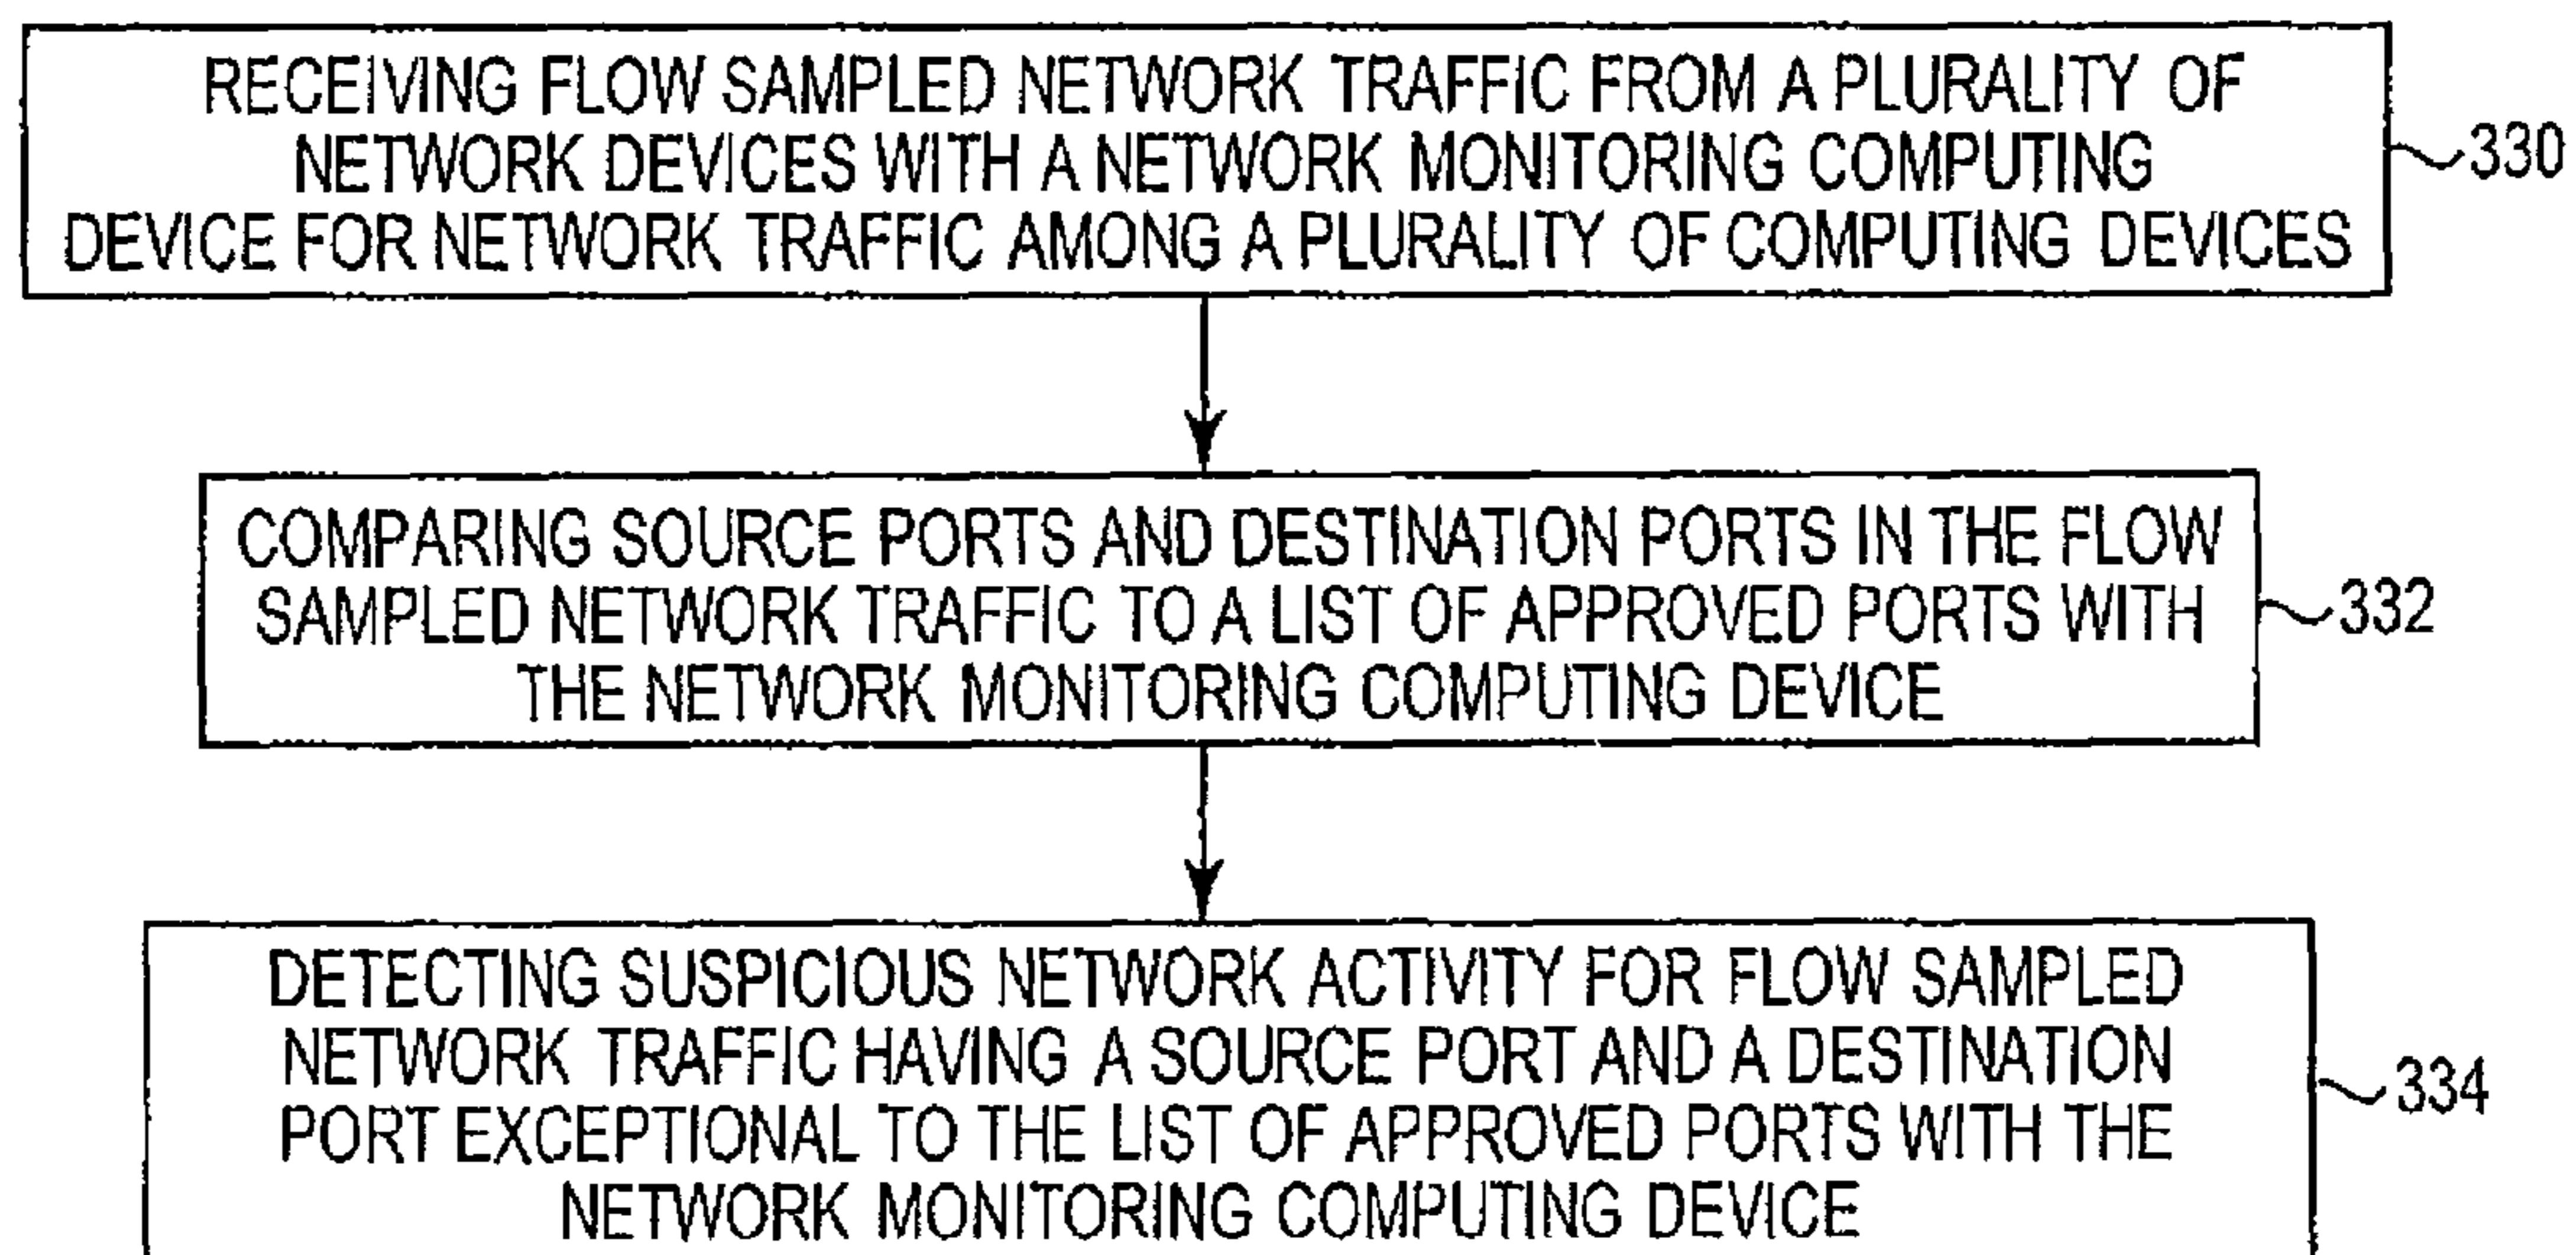 RECEIVING FLOW SAMPLED NETWORK TRAFFIC FROM A PLURALITY OF
NETWORK DEVICES WITH A NETWORK MONITORING COMPUTING
DEVICE FOR NETWORK TRAFFIC AMONG A PLURALITY OF COMPUTING DEVICES
330
COMPARING SOURCE PORTS AND DESTINATION PORTS IN THE FLOW
SAMPLED NETWORK TRAFFIC TO A LIST OF APPROVED PORTS WITH
THE NETWORK MONITORING COMPUTING DEVICE
332
DETECTING SUSPICIOUS NETWORK ACTIVITY FOR FLOW SAMPLED
NETWORK TRAFFIC HAVING A SOURCE PORT AND A DESTINATION
PORT EXCEPTIONAL TO THE LIST OF APPROVED PORTS WITH THE
NETWORK MONITORING COMPUTING DEVICE
334